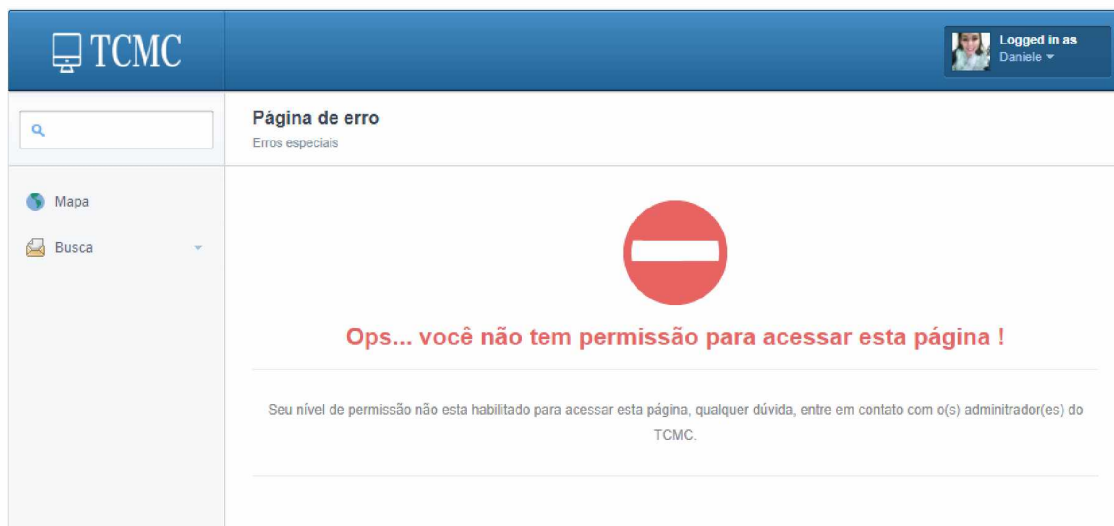 TCMC
Logged in as
Daniele
Página de erro
Erros especiais
Mapa
Busca
Ops... você não tem permissão para acessar esta página !
Seu nível de permissão não esta habilitado para acessar esta página, qualquer dúvida, entre em contato com o(s) adminitrador(es) do
TCMC.